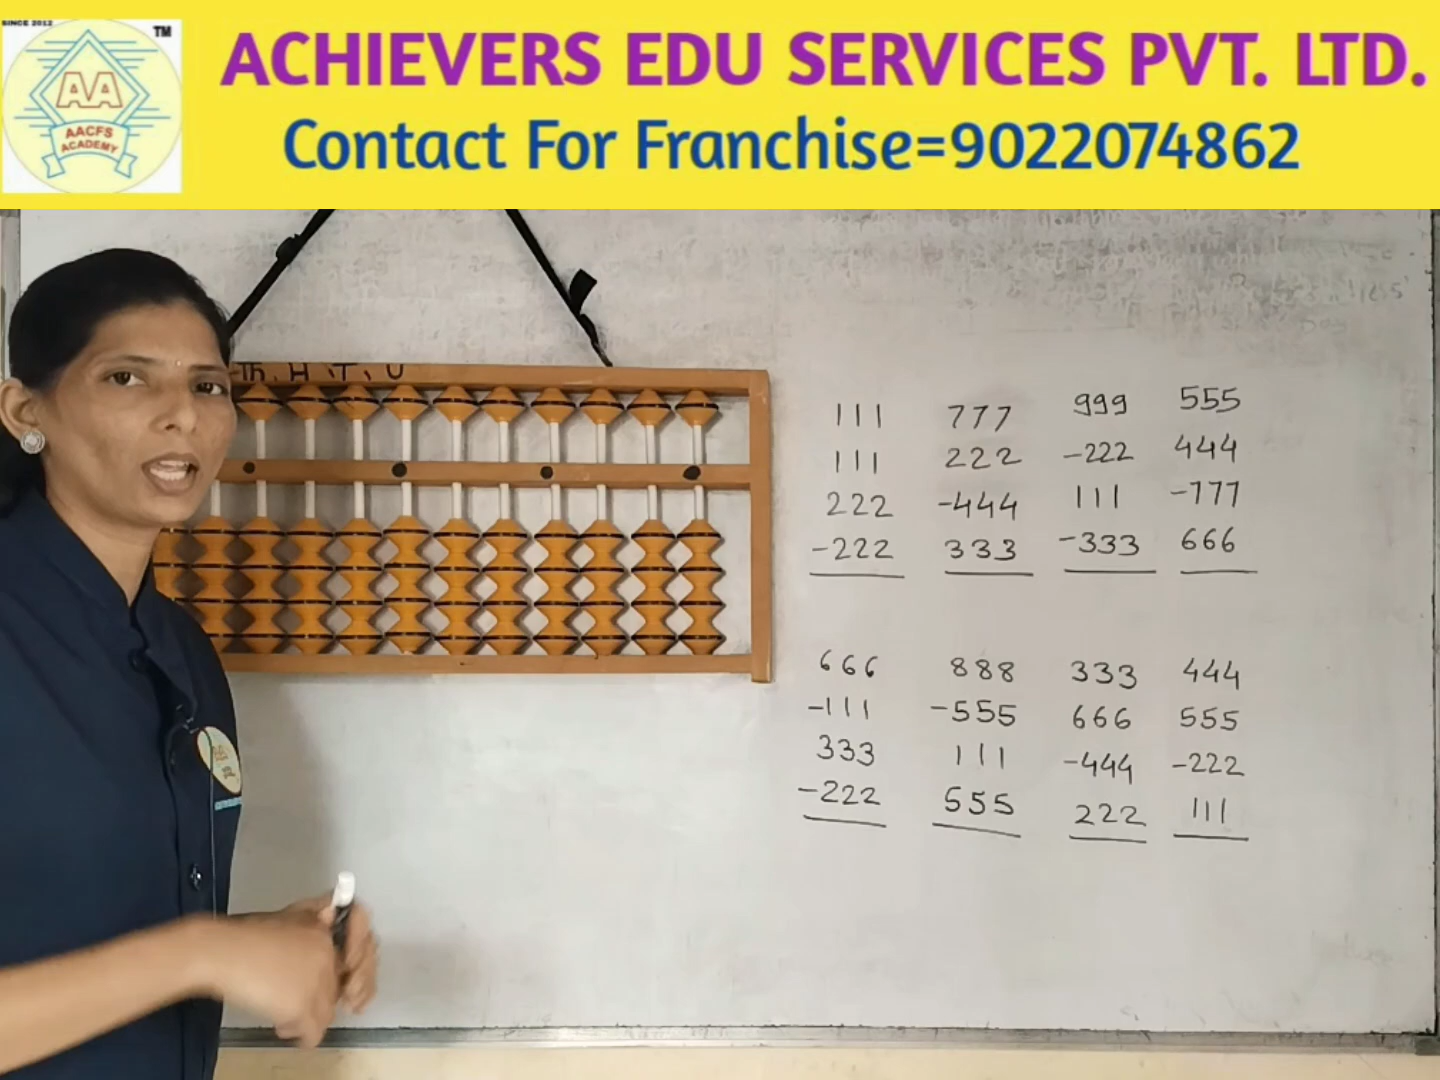 SINCE 2012
TM
AA
AACFS
ACADEMY
ACHIEVERS EDU SERVICES PVT. LTD.
Contact For Franchise=9022074862
Th, H, T, U
111 777 999 555
111 222 -222 444
222 -444 111 -777
-222 333 -333 666
666 888 333 444
-111 -555 666 555
333 111 -444 -222
-222 555 222 111